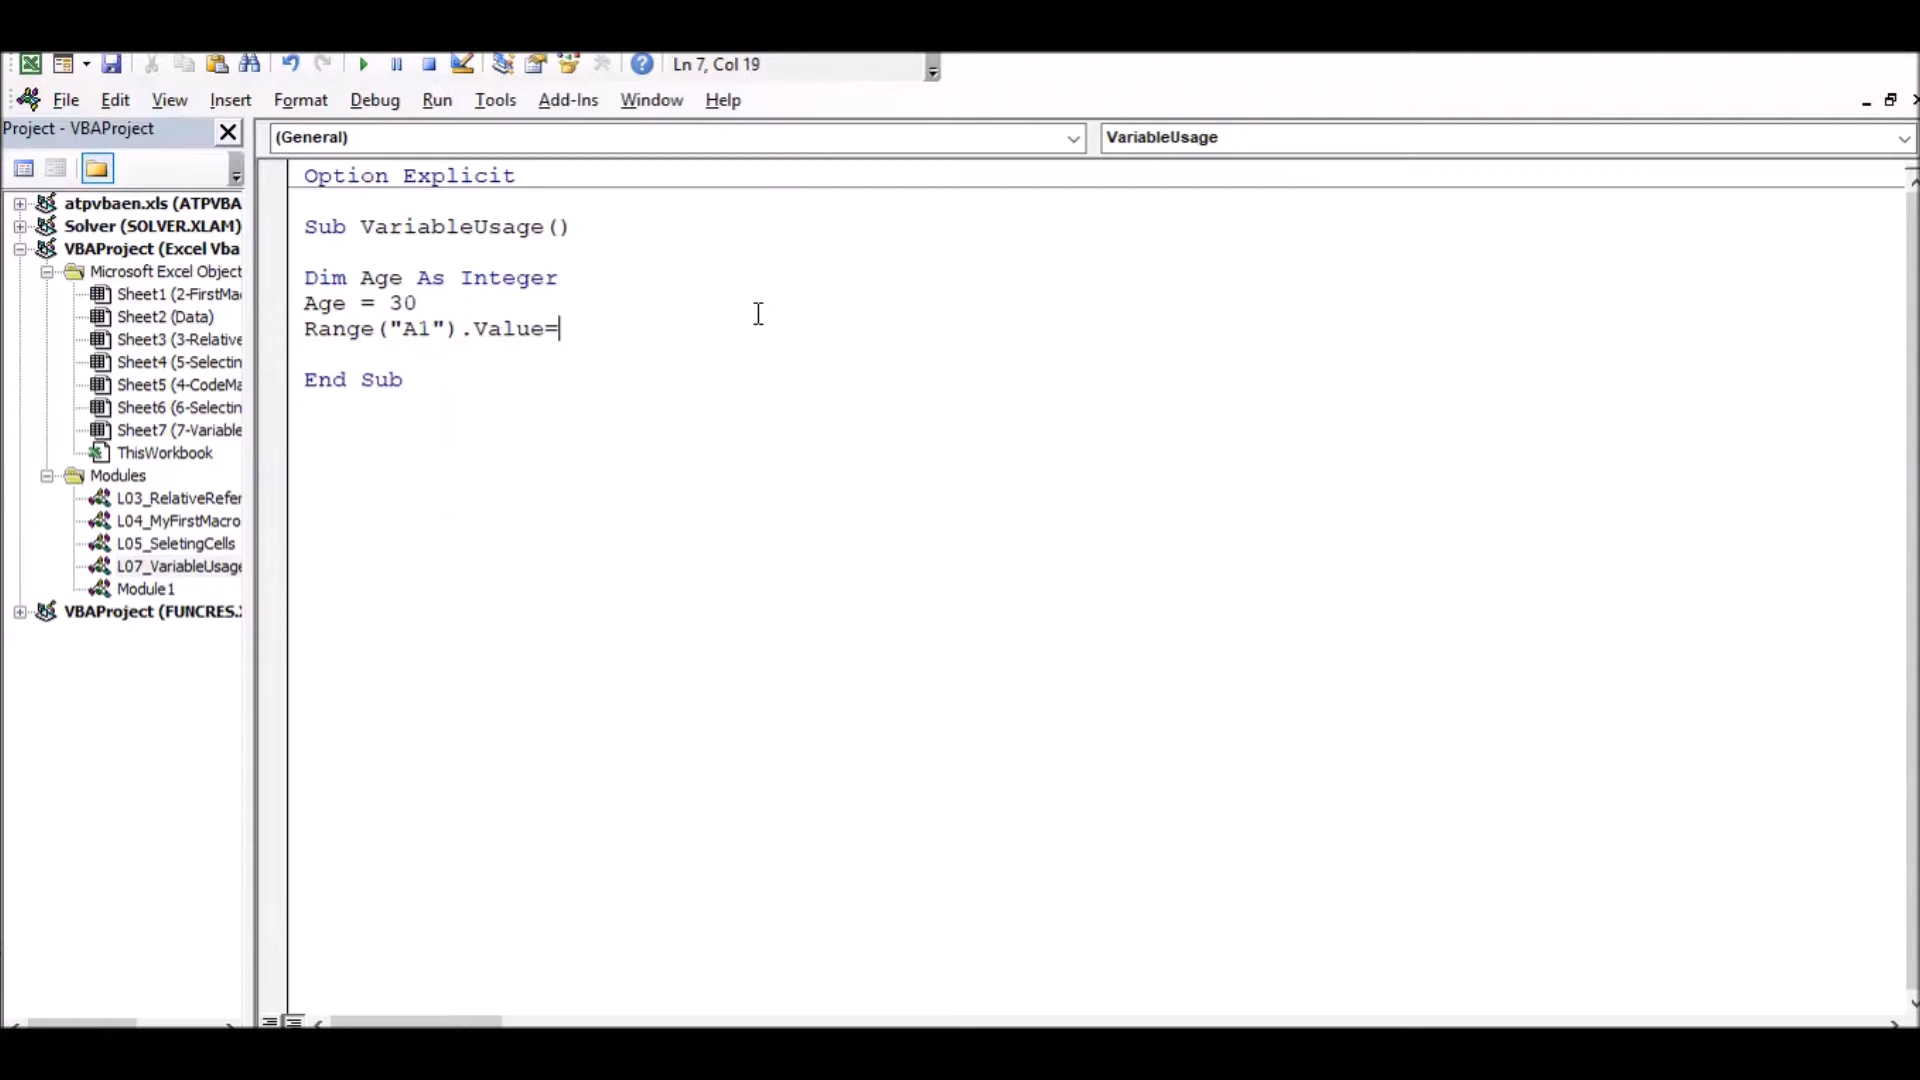 Ln 7, Col 19
File Edit View Insert Format Debug Run Tools Add-Ins Window Help
Project - VBAProject
(General)
VariableUsage
atpvbaen.xls (ATPVBA
Solver (SOLVER.XLAM)
VBAProject (Excel Vba
Microsoft Excel Object
Sheet1 (2-FirstMa
Sheet2 (Data)
Sheet3 (3-Relative
Sheet4 (5-Selectin
Sheet5 (4-CodeMa
Sheet6 (6-Selectin
Sheet7 (7-Variable
ThisWorkbook
Modules
L03_RelativeRefer
L04_MyFirstMacro
L05_SeletingCells
L07_VariableUsage
Module1
VBAProject (FUNCRES.
Option Explicit
Sub VariableUsage()
Dim Age As Integer
Age = 30
Range("A1").Value=
End Sub